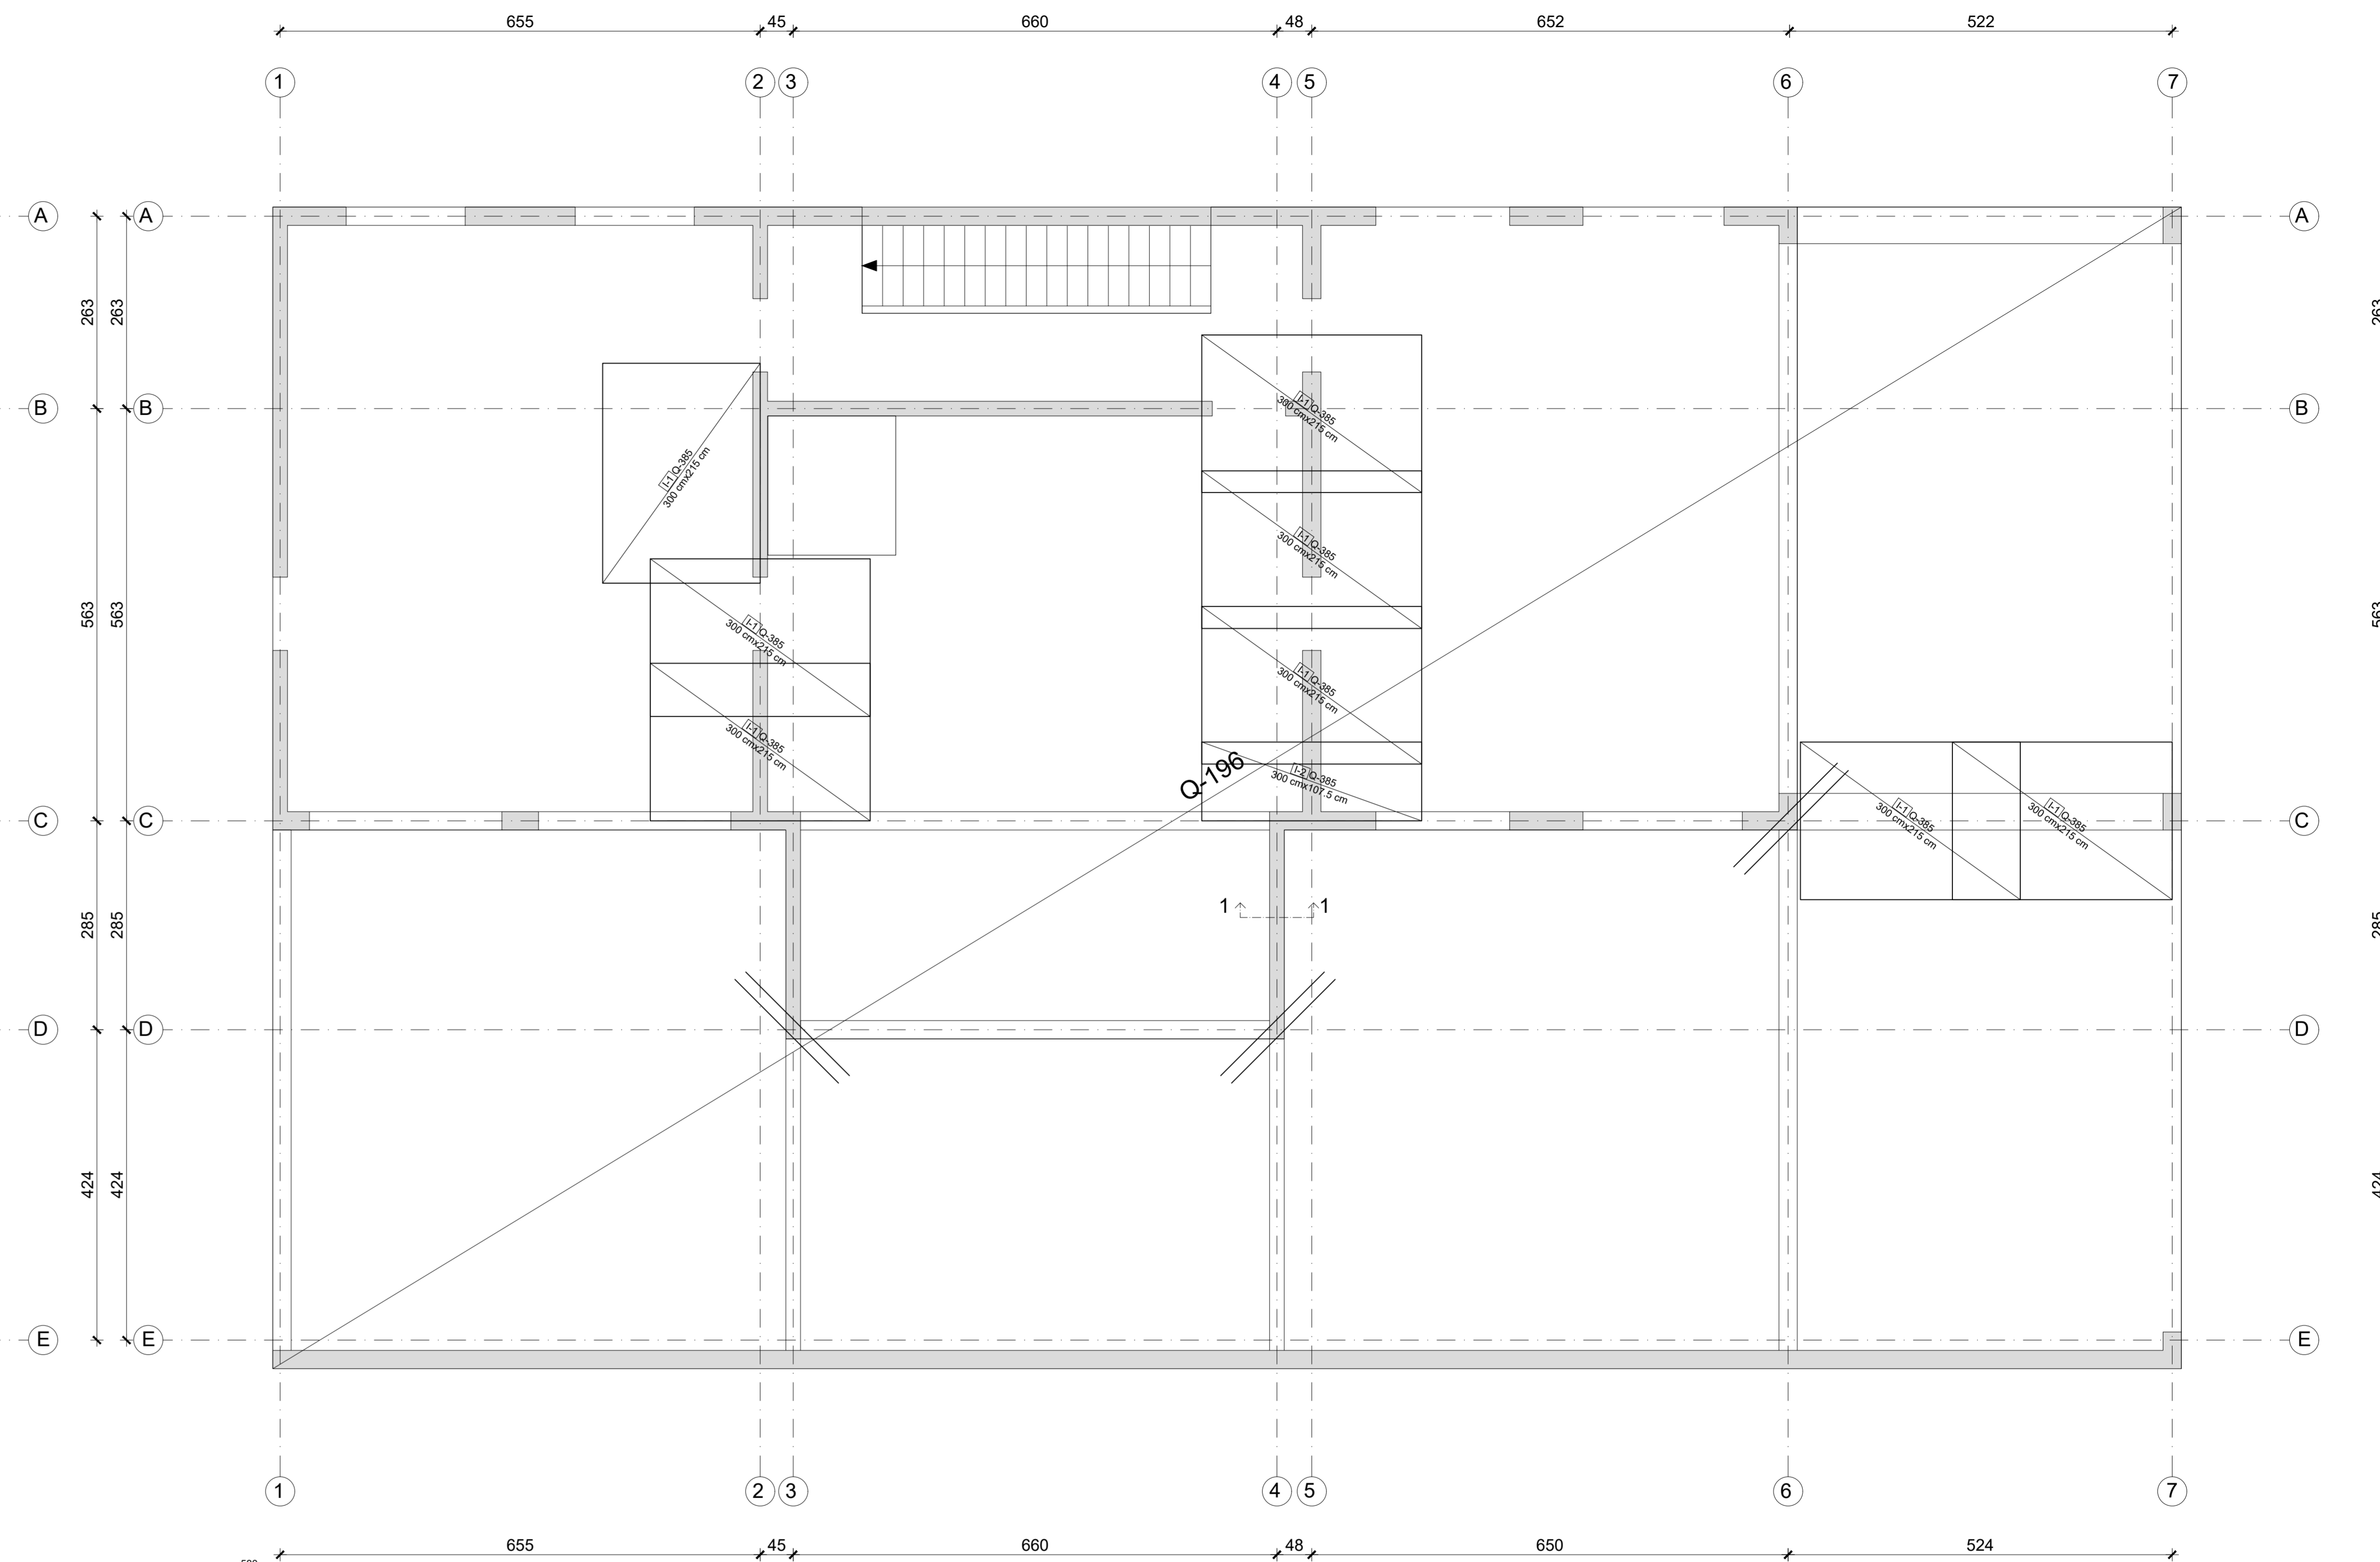 655 45 660 48 652 522
1 2 3 4 5 6 7
A A A
263 263 263
B B B
I-1 Q-385
300 cmx215 cm
I-1 Q-385
300 cmx215 cm
I-1 Q-385
300 cmx215 cm
563 563 563
I-1 Q-385
300 cmx215 cm
I-1 Q-385
300 cmx215 cm
I-1 Q-385
300 cmx215 cm
Q-196
I-2 Q-385
300 cmx107.5 cm
I-1 Q-385
300 cmx215 cm
I-1 Q-385
300 cmx215 cm
C C C
1 1
285 285 285
D D D
424 424 424
E E E
1 2 3 4 5 6 7
655 45 660 48 650 524